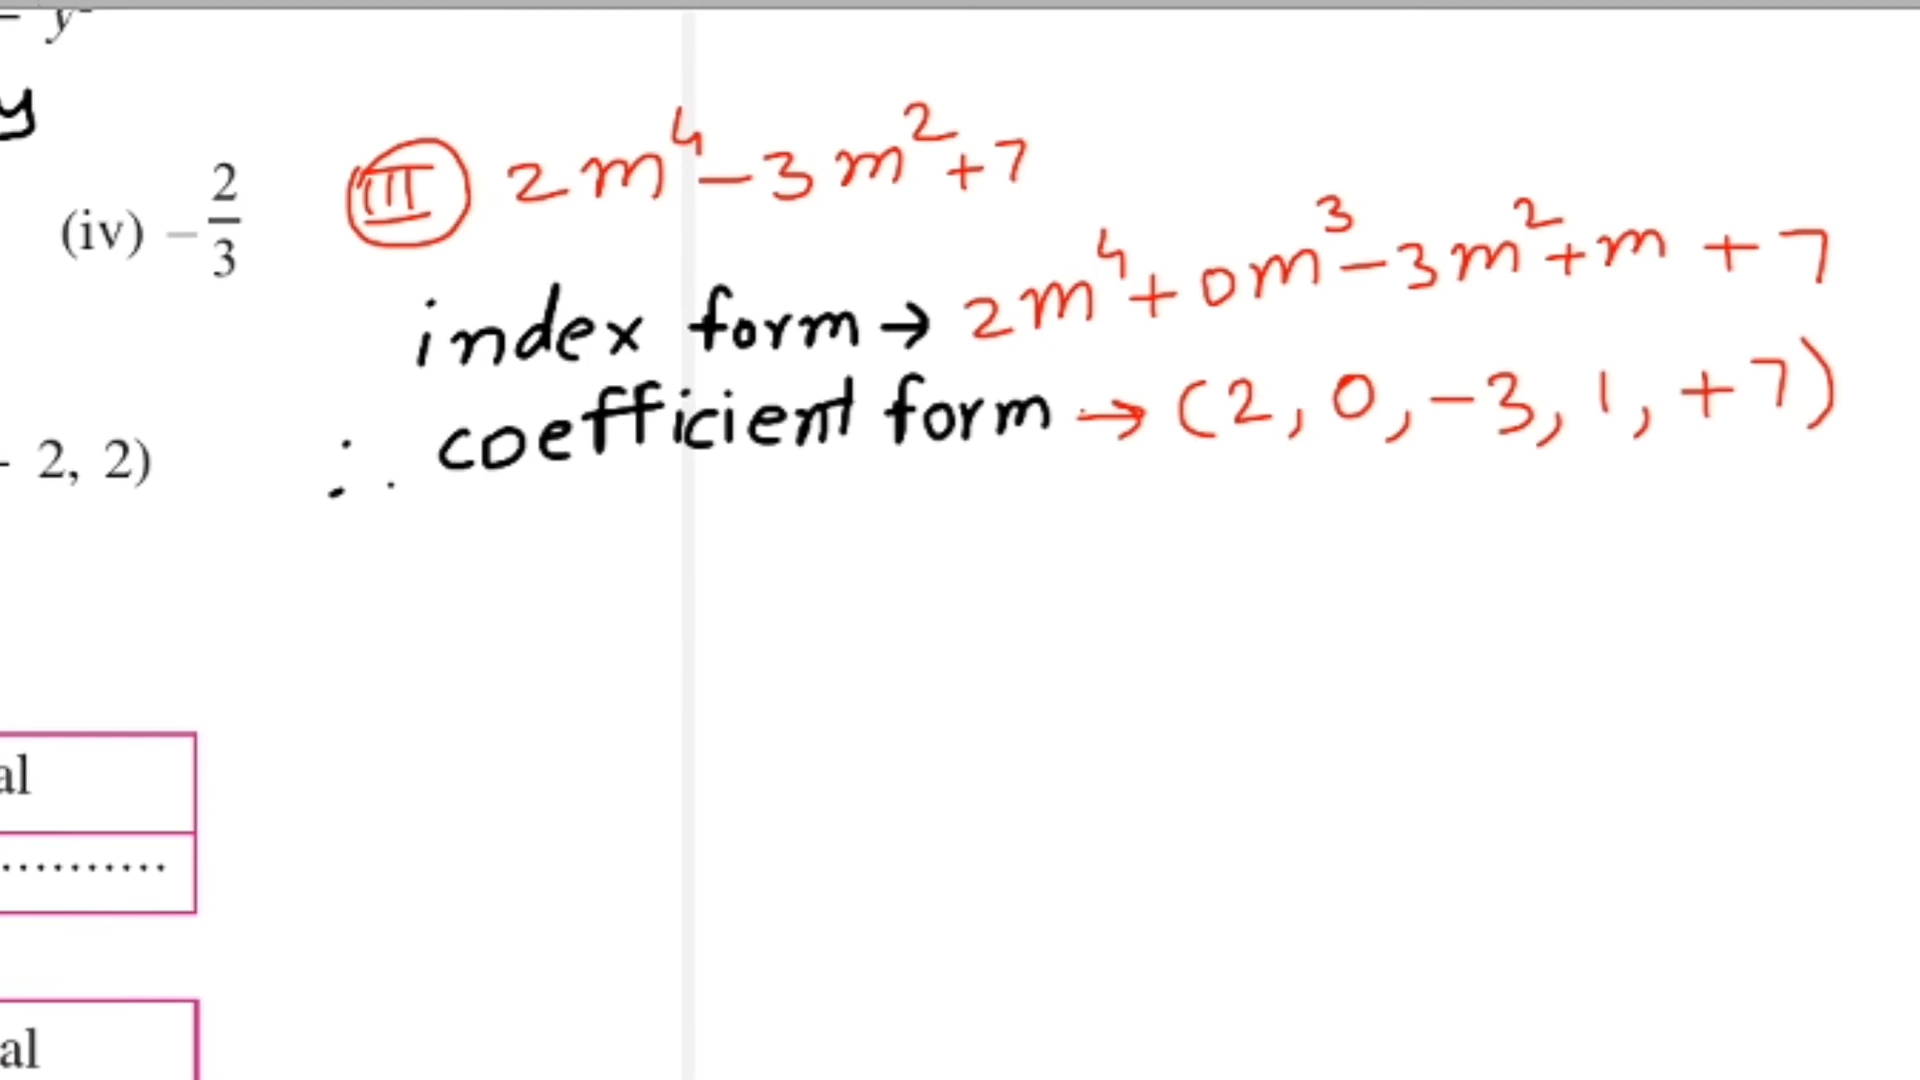 y
(iv) − 2/3
(III) 2m⁴ − 3m² + 7
index form → 2m⁴ + 0m³ − 3m² + m + 7
∴ coefficient form → (2, 0, −3, 1, +7)
- 2, 2)
al
..........
al